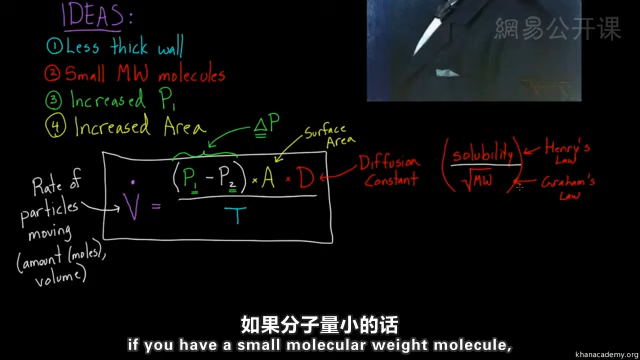 IDEAS:
① Less thick wall
② Small MW molecules
③ Increased P₁
④ Increased Area
網易公开课
ΔP
Surface
Area
Rate of
particles
moving
(amount (moles),
volume)
V̇ = (P₁ - P₂) × A × D
T
Diffusion
Constant
(solubility
√MW)
Henry's
Law
Graham's
Law
如果分子量小的话
if you have a small molecular weight molecule,
khanacademy.org